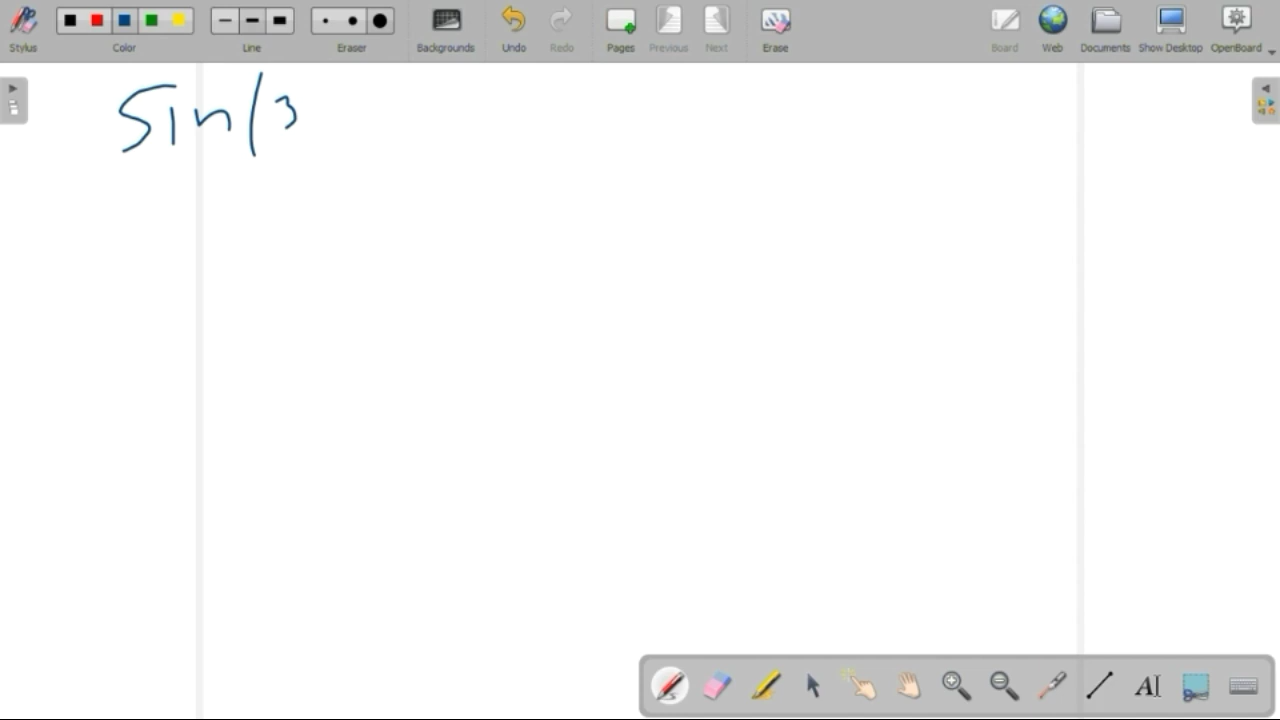 Stylus Color Line Eraser Backgrounds Undo Redo Pages Previous Next Erase Board Web Documents Show Desktop OpenBoard
Sin(3
AI